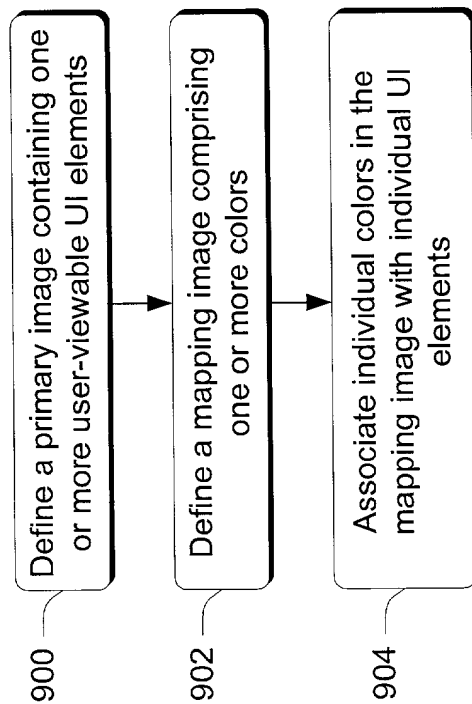 900
Define a primary image containing one
or more user-viewable UI elements
902
Define a mapping image comprising
one or more colors
904
Associate individual colors in the
mapping image with individual UI
elements